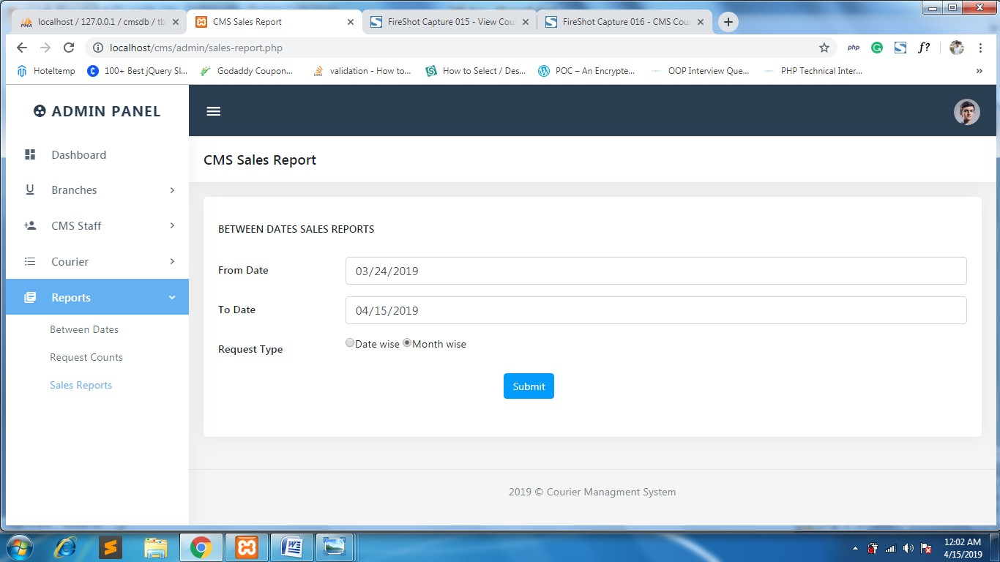 localhost / 127.0.0.1 / cmsdb / tb
CMS Sales Report
FireShot Capture 015 - View Cour
FireShot Capture 016 - CMS Cour
localhost/cms/admin/sales-report.php
php
f?
Hoteltemp
100+ Best jQuery Sl...
Godaddy Coupon...
validation - How to...
How to Select / Des...
POC – An Encrypte...
OOP Interview Que...
PHP Technical Inter...
»
ADMIN PANEL
Dashboard
Branches
CMS Staff
Courier
Reports
Between Dates
Request Counts
Sales Reports
CMS Sales Report
BETWEEN DATES SALES REPORTS
From Date
03/24/2019
To Date
04/15/2019
Request Type
Date wise Month wise
Submit
2019 © Courier Managment System
12:02 AM
4/15/2019